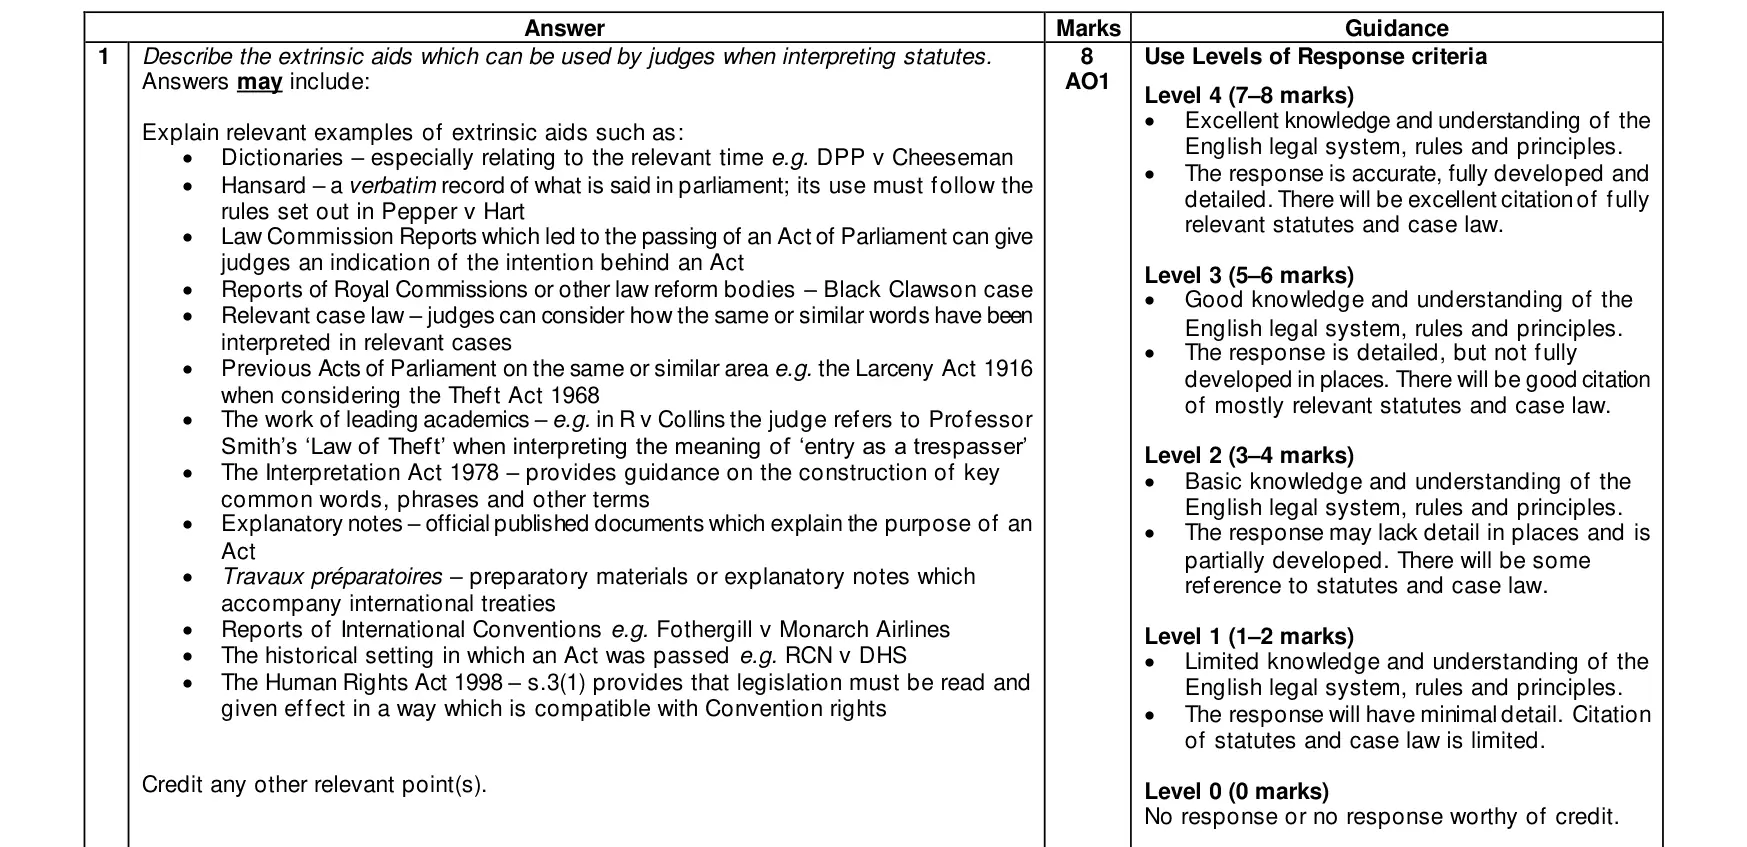 Answer Marks Guidance
1 Describe the extrinsic aids which can be used by judges when interpreting statutes.
Answers may include:
Explain relevant examples of extrinsic aids such as:
• Dictionaries – especially relating to the relevant time e.g. DPP v Cheeseman
• Hansard – a verbatim record of what is said in parliament; its use must follow the
rules set out in Pepper v Hart
• Law Commission Reports which led to the passing of an Act of Parliament can give
judges an indication of the intention behind an Act
• Reports of Royal Commissions or other law reform bodies – Black Clawson case
• Relevant case law – judges can consider how the same or similar words have been
interpreted in relevant cases
• Previous Acts of Parliament on the same or similar area e.g. the Larceny Act 1916
when considering the Theft Act 1968
• The work of leading academics – e.g. in R v Collins the judge refers to Professor
Smith's 'Law of Theft' when interpreting the meaning of 'entry as a trespasser'
• The Interpretation Act 1978 – provides guidance on the construction of key
common words, phrases and other terms
• Explanatory notes – official published documents which explain the purpose of an
Act
• Travaux préparatoires – preparatory materials or explanatory notes which
accompany international treaties
• Reports of International Conventions e.g. Fothergill v Monarch Airlines
• The historical setting in which an Act was passed e.g. RCN v DHS
• The Human Rights Act 1998 – s.3(1) provides that legislation must be read and
given effect in a way which is compatible with Convention rights
Credit any other relevant point(s).
8
AO1
Use Levels of Response criteria
Level 4 (7–8 marks)
• Excellent knowledge and understanding of the
English legal system, rules and principles.
• The response is accurate, fully developed and
detailed. There will be excellent citation of fully
relevant statutes and case law.
Level 3 (5–6 marks)
• Good knowledge and understanding of the
English legal system, rules and principles.
• The response is detailed, but not fully
developed in places. There will be good citation
of mostly relevant statutes and case law.
Level 2 (3–4 marks)
• Basic knowledge and understanding of the
English legal system, rules and principles.
• The response may lack detail in places and is
partially developed. There will be some
reference to statutes and case law.
Level 1 (1–2 marks)
• Limited knowledge and understanding of the
English legal system, rules and principles.
• The response will have minimal detail. Citation
of statutes and case law is limited.
Level 0 (0 marks)
No response or no response worthy of credit.